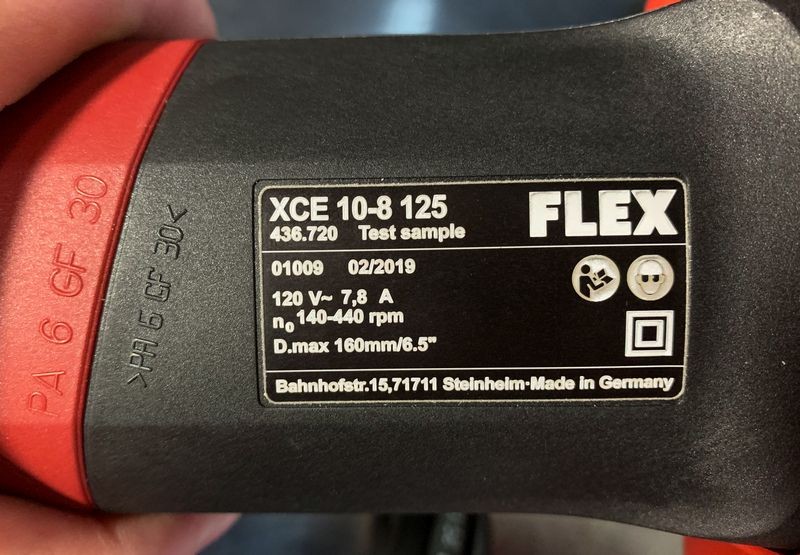 PA 6 GF 30
>PA 6 GF 30<
XCE 10-8 125
FLEX
436.720 Test sample
01009 02/2019
120 V~ 7,8 A
n₀ 140-440 rpm
D.max 160mm/6.5"
Bahnhofstr.15,71711 Steinheim·Made in Germany